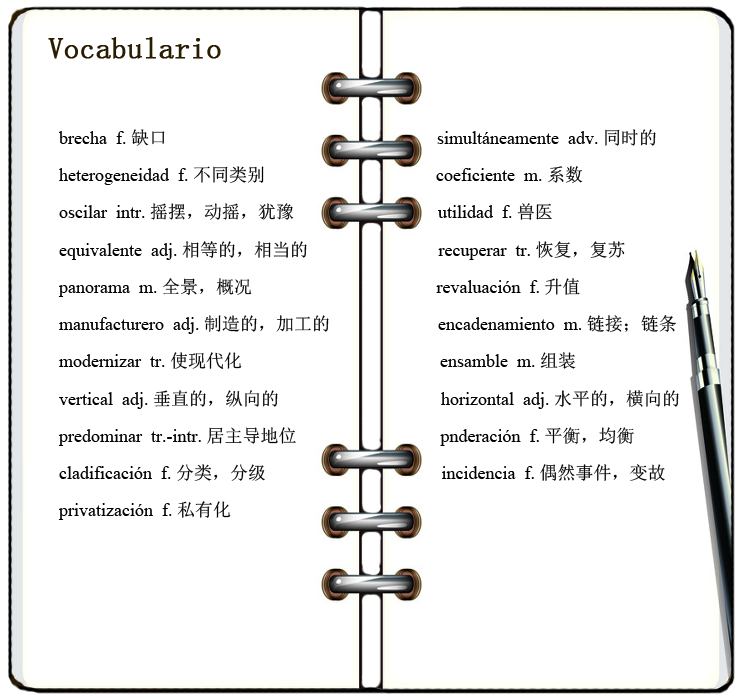 Vocabulario
brecha f. 缺口
heterogeneidad f. 不同类别
oscilar intr. 摇摆，动摇，犹豫
equivalente adj. 相等的，相当的
panorama m. 全景，概况
manufacturero adj. 制造的，加工的
modernizar tr. 使现代化
vertical adj. 垂直的，纵向的
predominar tr.-intr. 居主导地位
cladificación f. 分类，分级
privatización f. 私有化
simultáneamente adv. 同时的
coeficiente m. 系数
utilidad f. 兽医
recuperar tr. 恢复，复苏
revaluación f. 升值
encadenamiento m. 链接；链条
ensamble m. 组装
horizontal adj. 水平的，横向的
pnderación f. 平衡，均衡
incidencia f. 偶然事件，变故